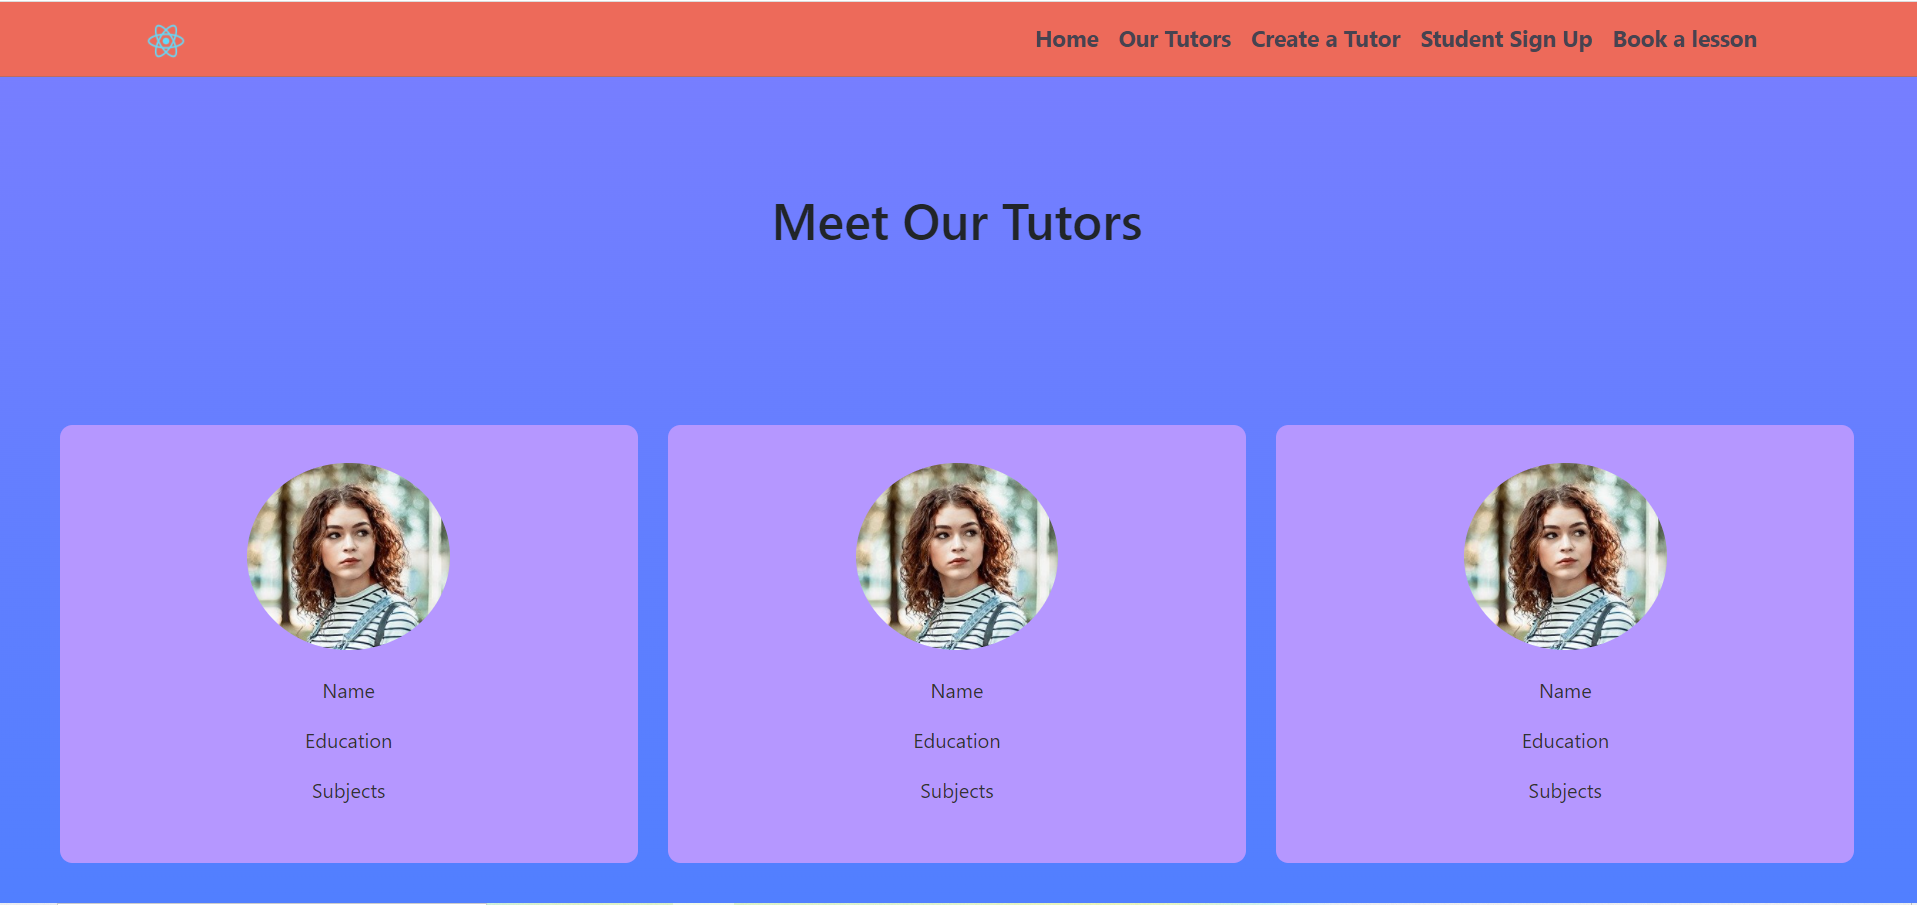 Home Our Tutors Create a Tutor Student Sign Up Book a lesson
Meet Our Tutors
Name
Education
Subjects
Name
Education
Subjects
Name
Education
Subjects